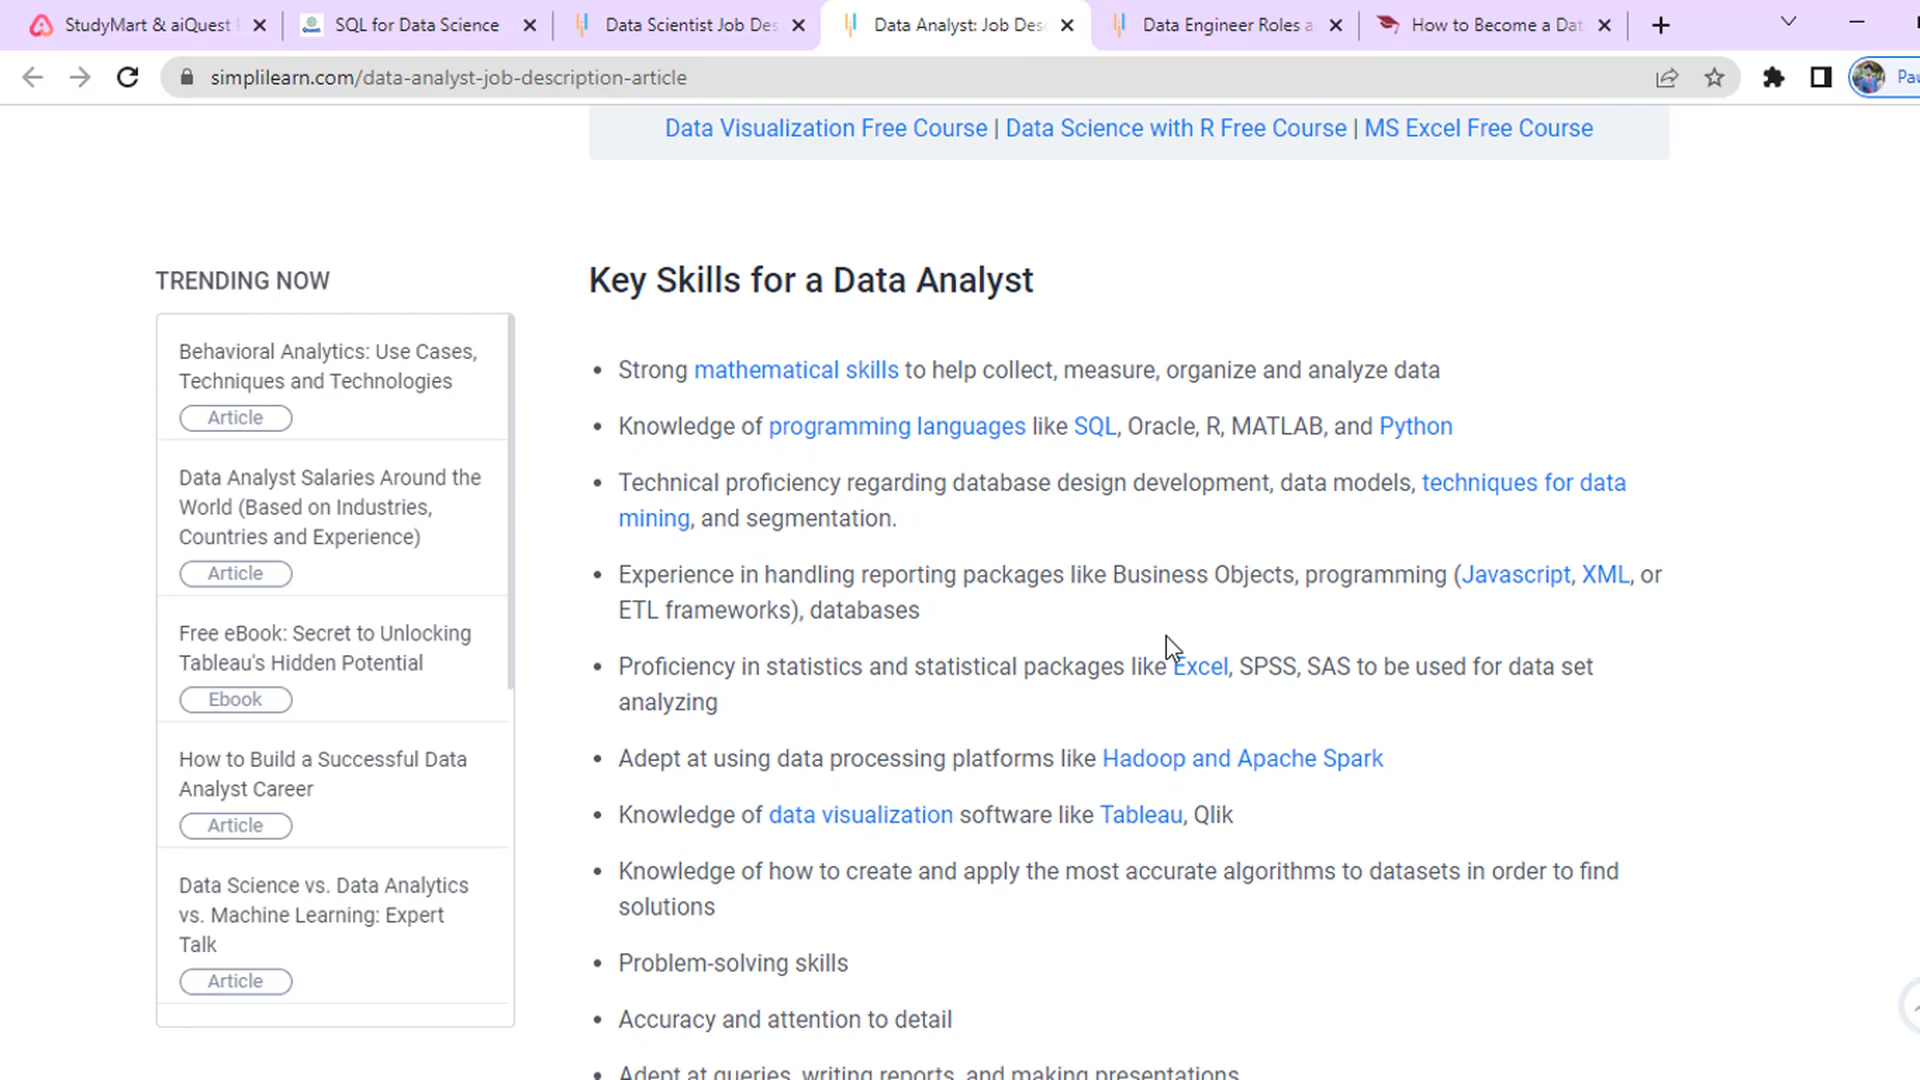 StudyMart & aiQuest
SQL for Data Science
Data Scientist Job Des
Data Analyst: Job Desc
Data Engineer Roles a
How to Become a Dat
simplilearn.com/data-analyst-job-description-article
Pau
Data Visualization Free Course | Data Science with R Free Course | MS Excel Free Course
TRENDING NOW
Behavioral Analytics: Use Cases,
Techniques and Technologies
Article
Data Analyst Salaries Around the
World (Based on Industries,
Countries and Experience)
Article
Free eBook: Secret to Unlocking
Tableau's Hidden Potential
Ebook
How to Build a Successful Data
Analyst Career
Article
Data Science vs. Data Analytics
vs. Machine Learning: Expert
Talk
Article
Key Skills for a Data Analyst
• Strong mathematical skills to help collect, measure, organize and analyze data
• Knowledge of programming languages like SQL, Oracle, R, MATLAB, and Python
• Technical proficiency regarding database design development, data models, techniques for data
mining, and segmentation.
• Experience in handling reporting packages like Business Objects, programming (Javascript, XML, or
ETL frameworks), databases
• Proficiency in statistics and statistical packages like Excel, SPSS, SAS to be used for data set
analyzing
• Adept at using data processing platforms like Hadoop and Apache Spark
• Knowledge of data visualization software like Tableau, Qlik
• Knowledge of how to create and apply the most accurate algorithms to datasets in order to find
solutions
• Problem-solving skills
• Accuracy and attention to detail
• Adept at queries, writing reports, and making presentations